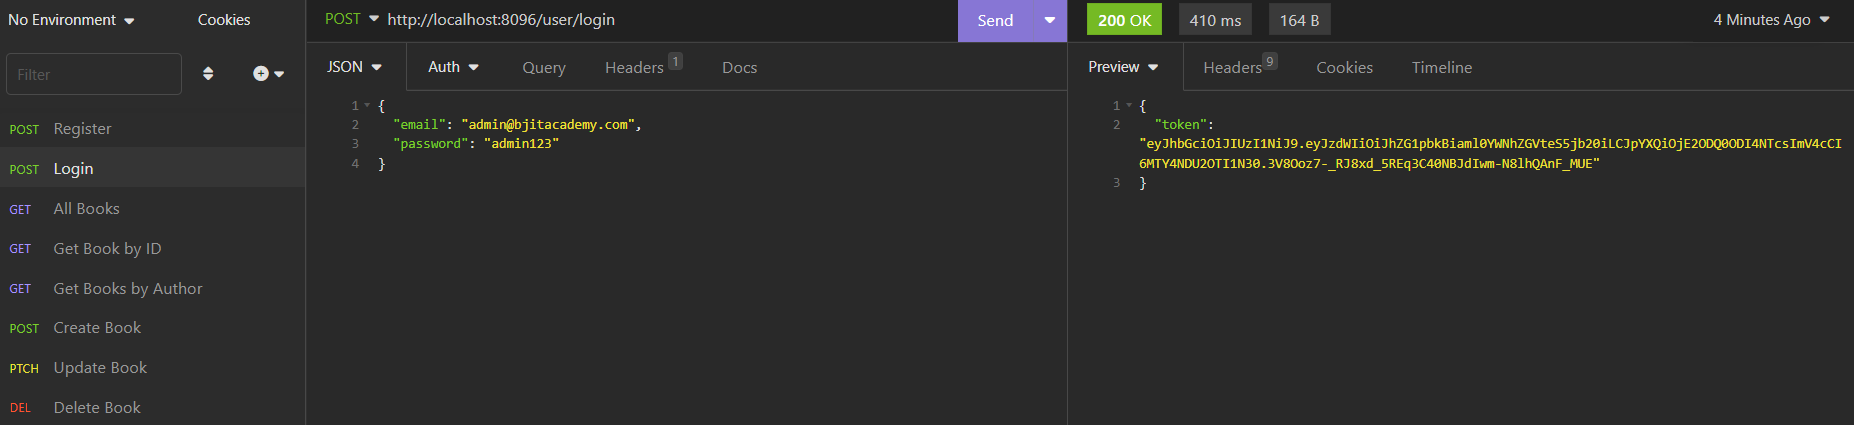 No Environment Cookies
Filter
POST Register
POST Login
GET All Books
GET Get Book by ID
GET Get Books by Author
POST Create Book
PTCH Update Book
DEL Delete Book
POST http://localhost:8096/user/login Send
JSON Auth Query Headers 1 Docs
1 {
2 "email": "admin@bjitacademy.com",
3 "password": "admin123"
4 }
200 OK 410 ms 164 B 4 Minutes Ago
Preview Headers 9 Cookies Timeline
1 {
2 "token":
"eyJhbGciOiJIUzI1NiJ9.eyJzdWIiOiJhZG1pbkBiaml0YWNhZGVteS5jb20iLCJpYXQiOjE2ODQ0ODI4NTcsImV4cCI
6MTY4NDU2OTI1N30.3V8Ooz7-_RJ8xd_5REq3C40NBJdIwm-N8lhQAnF_MUE"
3 }